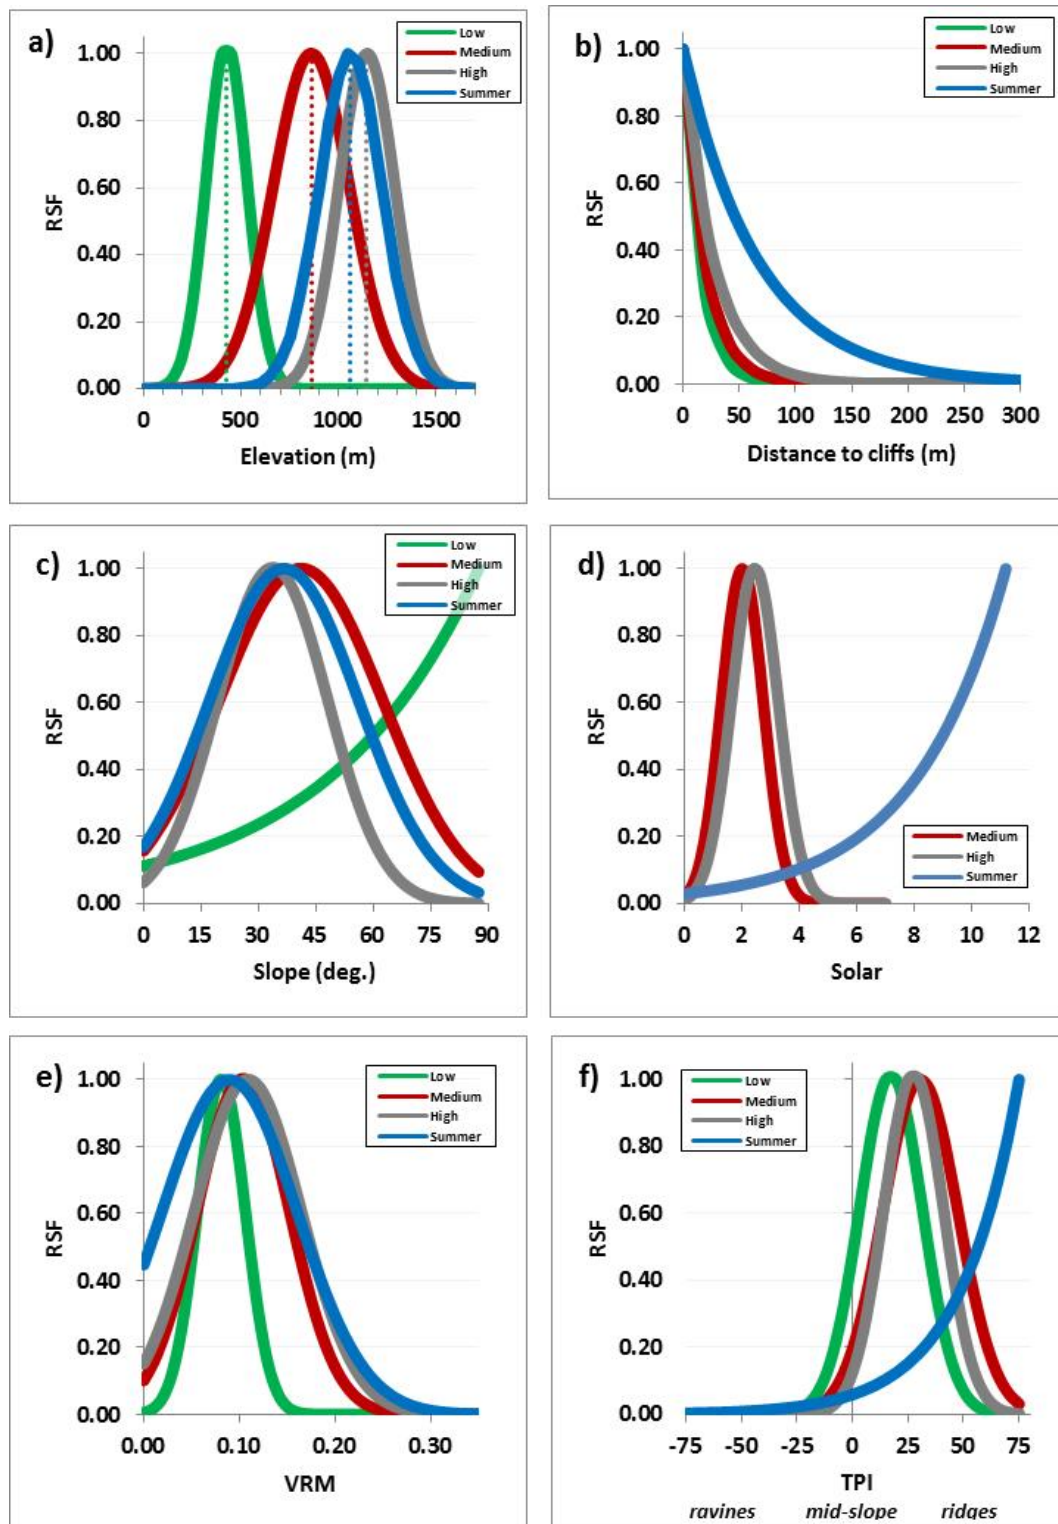 a)
Low
Medium
High
Summer
1.00
0.80
0.60
0.40
0.20
0.00
RSF
0 500 1000 1500
Elevation (m)
b)
Low
Medium
High
Summer
1.00
0.80
0.60
0.40
0.20
0.00
RSF
0 50 100 150 200 250 300
Distance to cliffs (m)
c)
Low
Medium
High
Summer
1.00
0.80
0.60
0.40
0.20
0.00
RSF
0 15 30 45 60 75 90
Slope (deg.)
d)
1.00
0.80
0.60
0.40
0.20
0.00
RSF
Medium
High
Summer
0 2 4 6 8 10 12
Solar
e)
Low
Medium
High
Summer
1.00
0.80
0.60
0.40
0.20
0.00
RSF
0.00 0.10 0.20 0.30
VRM
f)
Low
Medium
High
Summer
1.00
0.80
0.60
0.40
0.20
0.00
RSF
-75 -50 -25 0 25 50 75
TPI
ravines mid-slope ridges